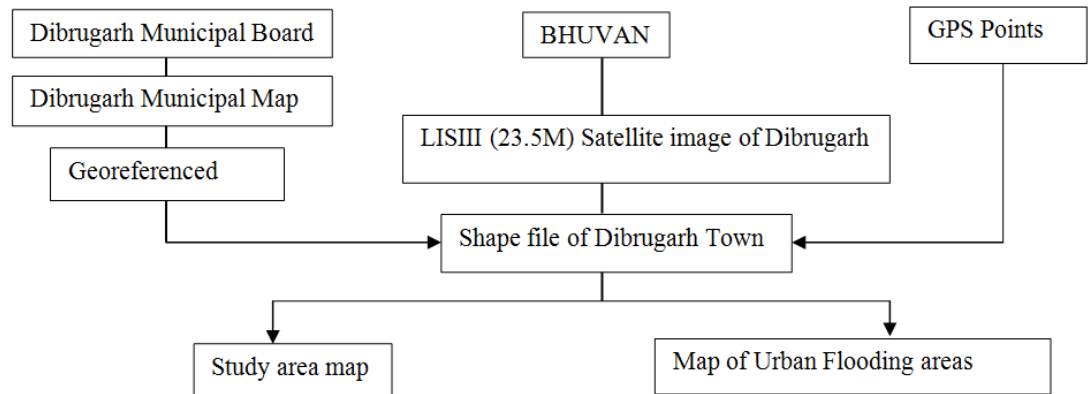 Dibrugarh Municipal Board
BHUVAN
GPS Points
Dibrugarh Municipal Map
LISIII (23.5M) Satellite image of Dibrugarh
Georeferenced
Shape file of Dibrugarh Town
Study area map
Map of Urban Flooding areas